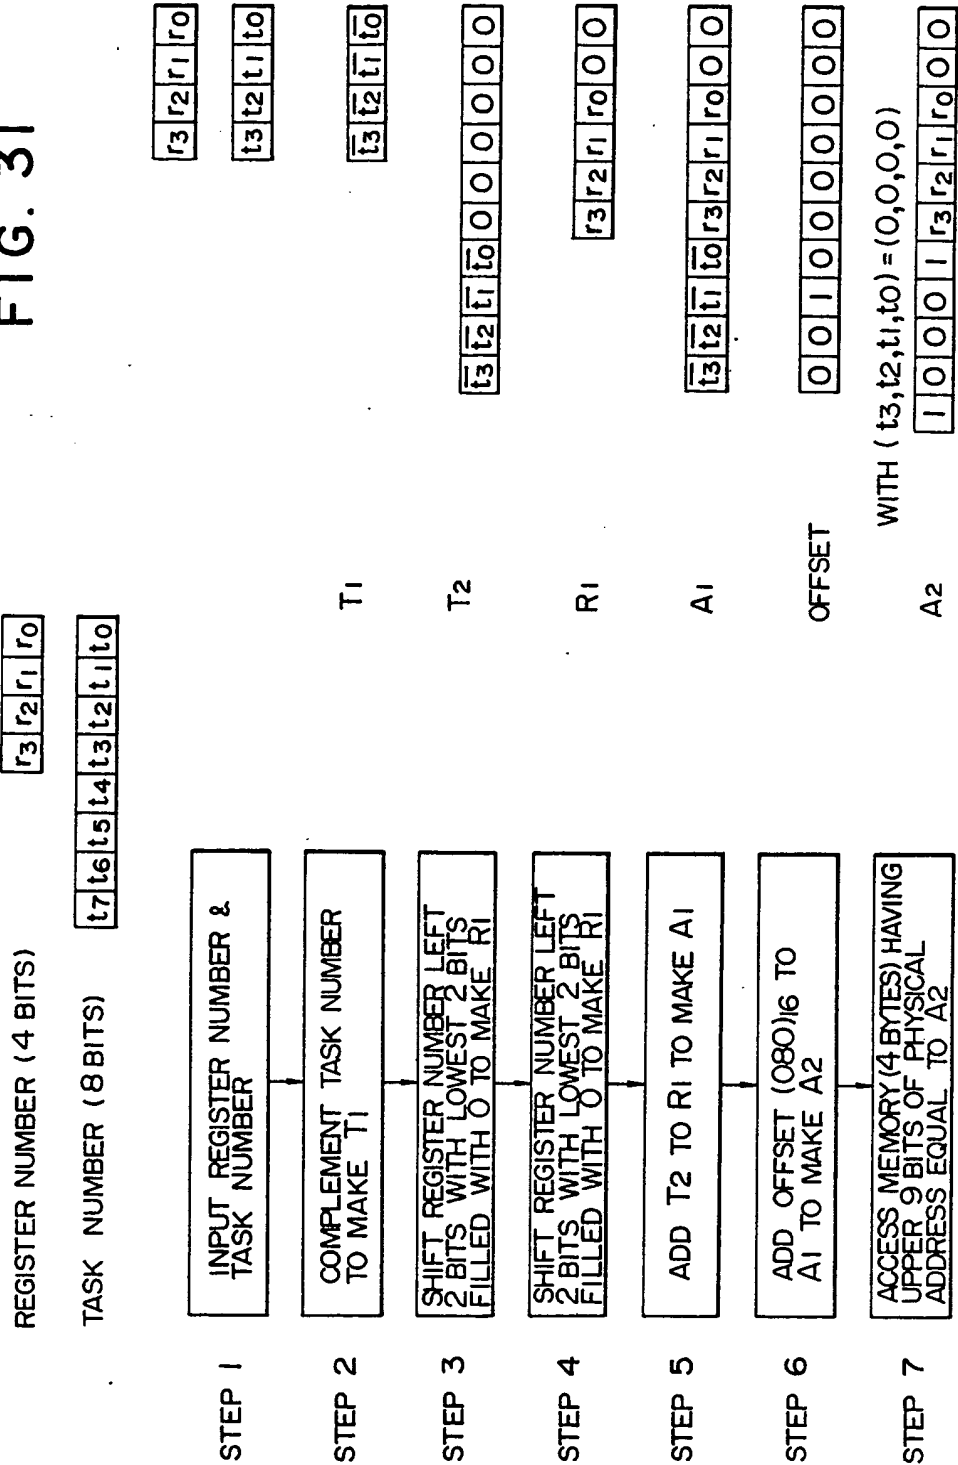 FIG. 31
REGISTER NUMBER (4 BITS) r3 r2 r1 r0
TASK NUMBER (8 BITS) t7 t6 t5 t4 t3 t2 t1 t0
STEP 1
INPUT REGISTER NUMBER &
TASK NUMBER
r3 r2 r1 r0
t3 t2 t1 t0
STEP 2
COMPLEMENT TASK NUMBER
TO MAKE T1
T1
t̅3 t̅2 t̅1 t̅0
STEP 3
SHIFT REGISTER NUMBER LEFT
2 BITS WITH LOWEST 2 BITS
FILLED WITH 0 TO MAKE R1
T2
t̅3 t̅2 t̅1 t̅0 0 0 0 0 0 0
STEP 4
SHIFT REGISTER NUMBER LEFT
2 BITS WITH LOWEST 2 BITS
FILLED WITH 0 TO MAKE R1
R1
r3 r2 r1 r0 0 0
STEP 5
ADD T2 TO R1 TO MAKE A1
A1
t̅3 t̅2 t̅1 t̅0 r3 r2 r1 r0 0 0
STEP 6
ADD OFFSET (080)16 TO
A1 TO MAKE A2
OFFSET
0 0 1 0 0 0 0 0 0 0
STEP 7
ACCESS MEMORY (4 BYTES) HAVING
UPPER 9 BITS OF PHYSICAL
ADDRESS EQUAL TO A2
WITH (t3,t2,t1,t0)=(0,0,0,0)
A2
1 0 0 0 1 r3 r2 r1 r0 0 0